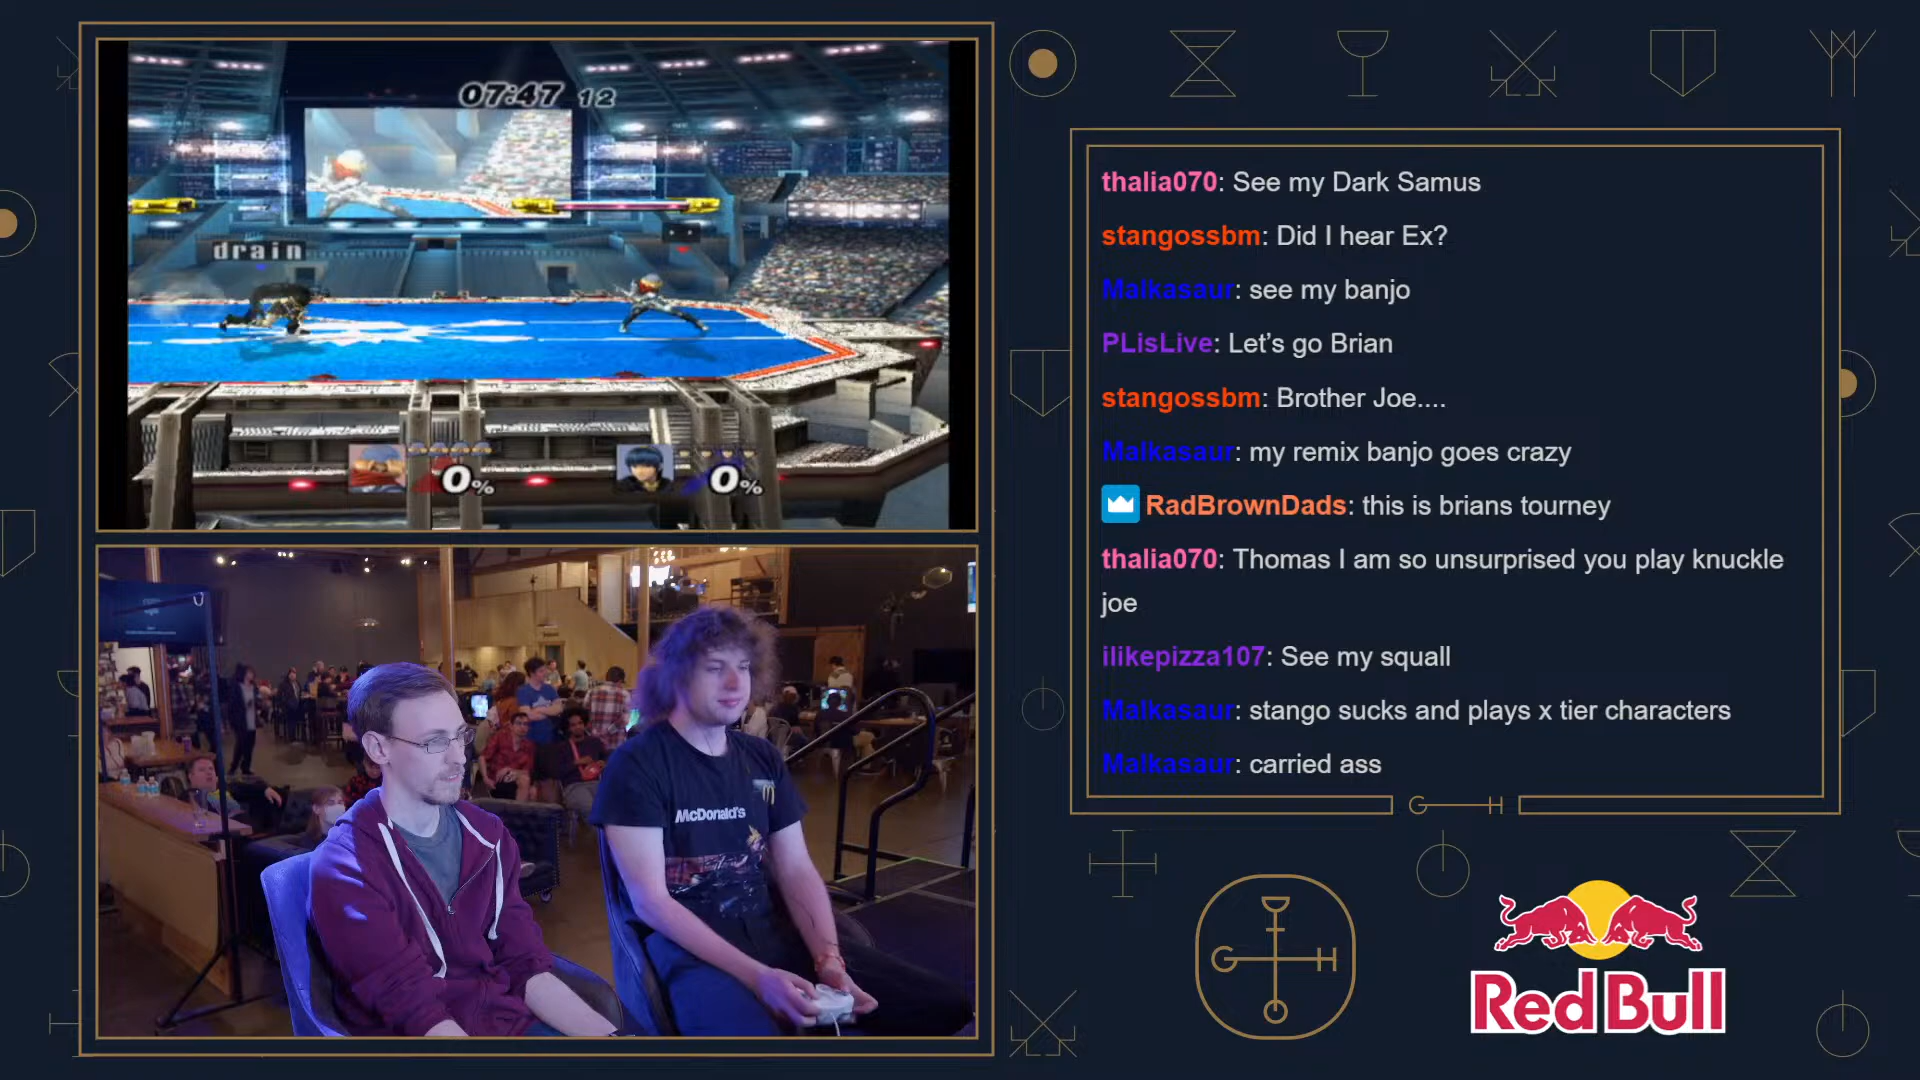 07:47 12
drain
0%
0%
McDonald's
thalia070: See my Dark Samus
stangossbm: Did I hear Ex?
Malkasaur: see my banjo
PLisLive: Let’s go Brian
stangossbm: Brother Joe....
Malkasaur: my remix banjo goes crazy
RadBrownDads: this is brians tourney
thalia070: Thomas I am so unsurprised you play knuckle
joe
ilikepizza107: See my squall
Malkasaur: stango sucks and plays x tier characters
Malkasaur: carried ass
G H
G H
Red Bull